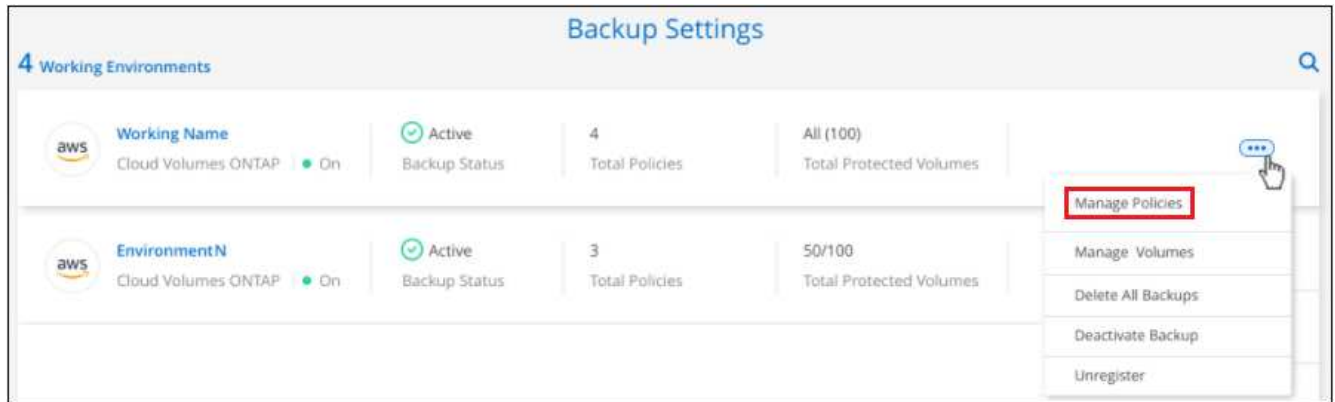 Backup Settings
4 Working Environments
aws
Working Name
Cloud Volumes ONTAP
On
Active
Backup Status
4
Total Policies
All (100)
Total Protected Volumes
Manage Policies
Manage Volumes
Delete All Backups
Deactivate Backup
Unregister
aws
EnvironmentN
Cloud Volumes ONTAP
On
Active
Backup Status
3
Total Policies
50/100
Total Protected Volumes